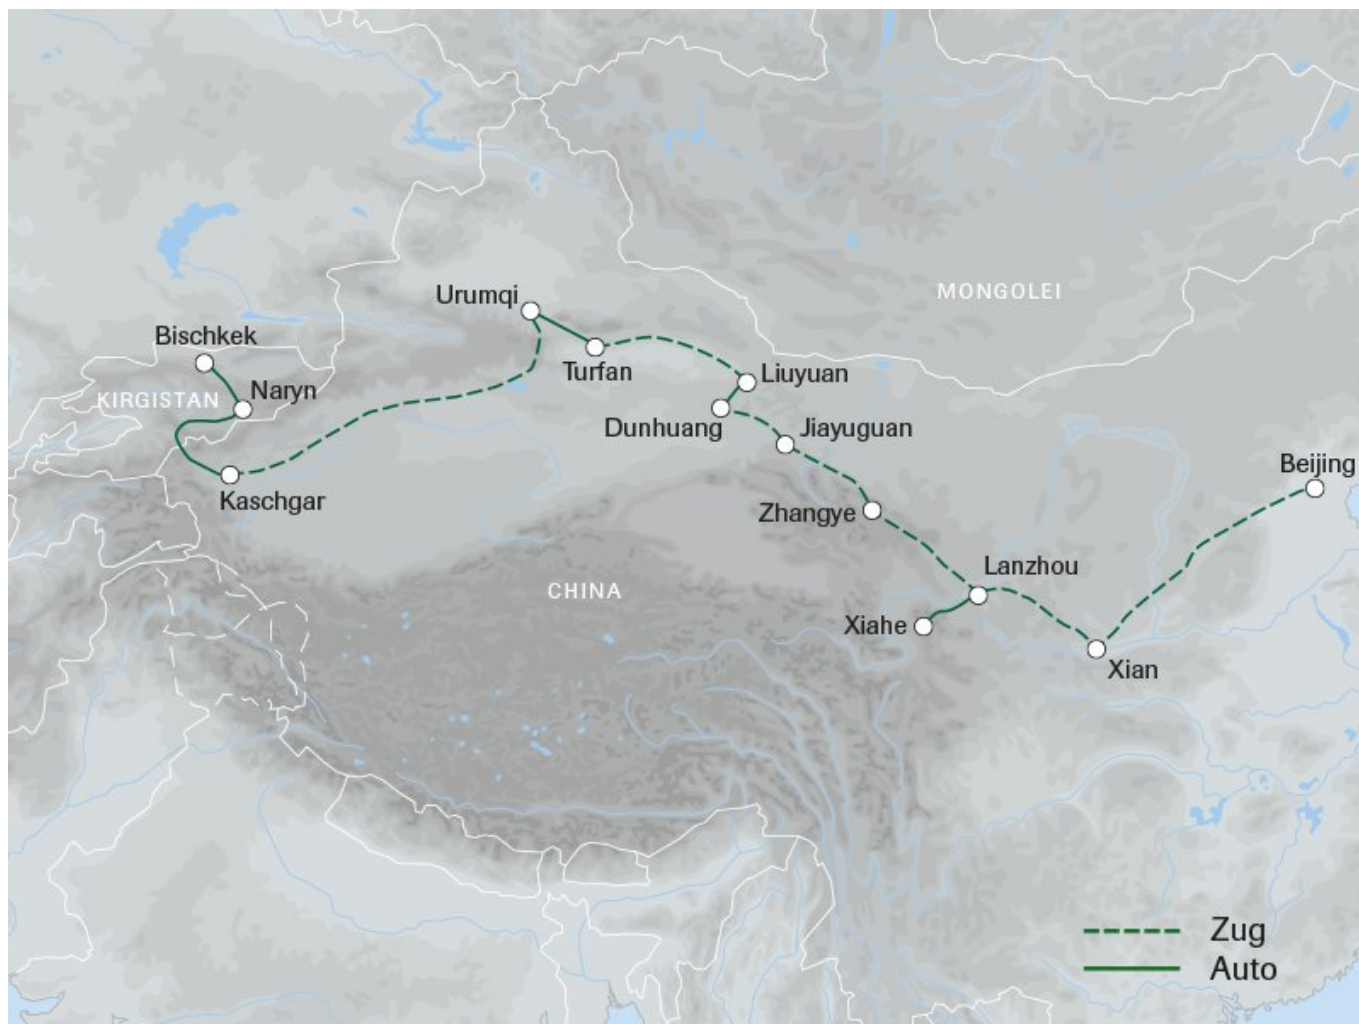 MONGOLEI
Urumqi
Bischkek
Turfan
Liuyuan
Naryn
KIRGISTAN
Dunhuang
Jiayuguan
Beijing
Kaschgar
Zhangye
Lanzhou
CHINA
Xiahe
Xian
Zug
Auto